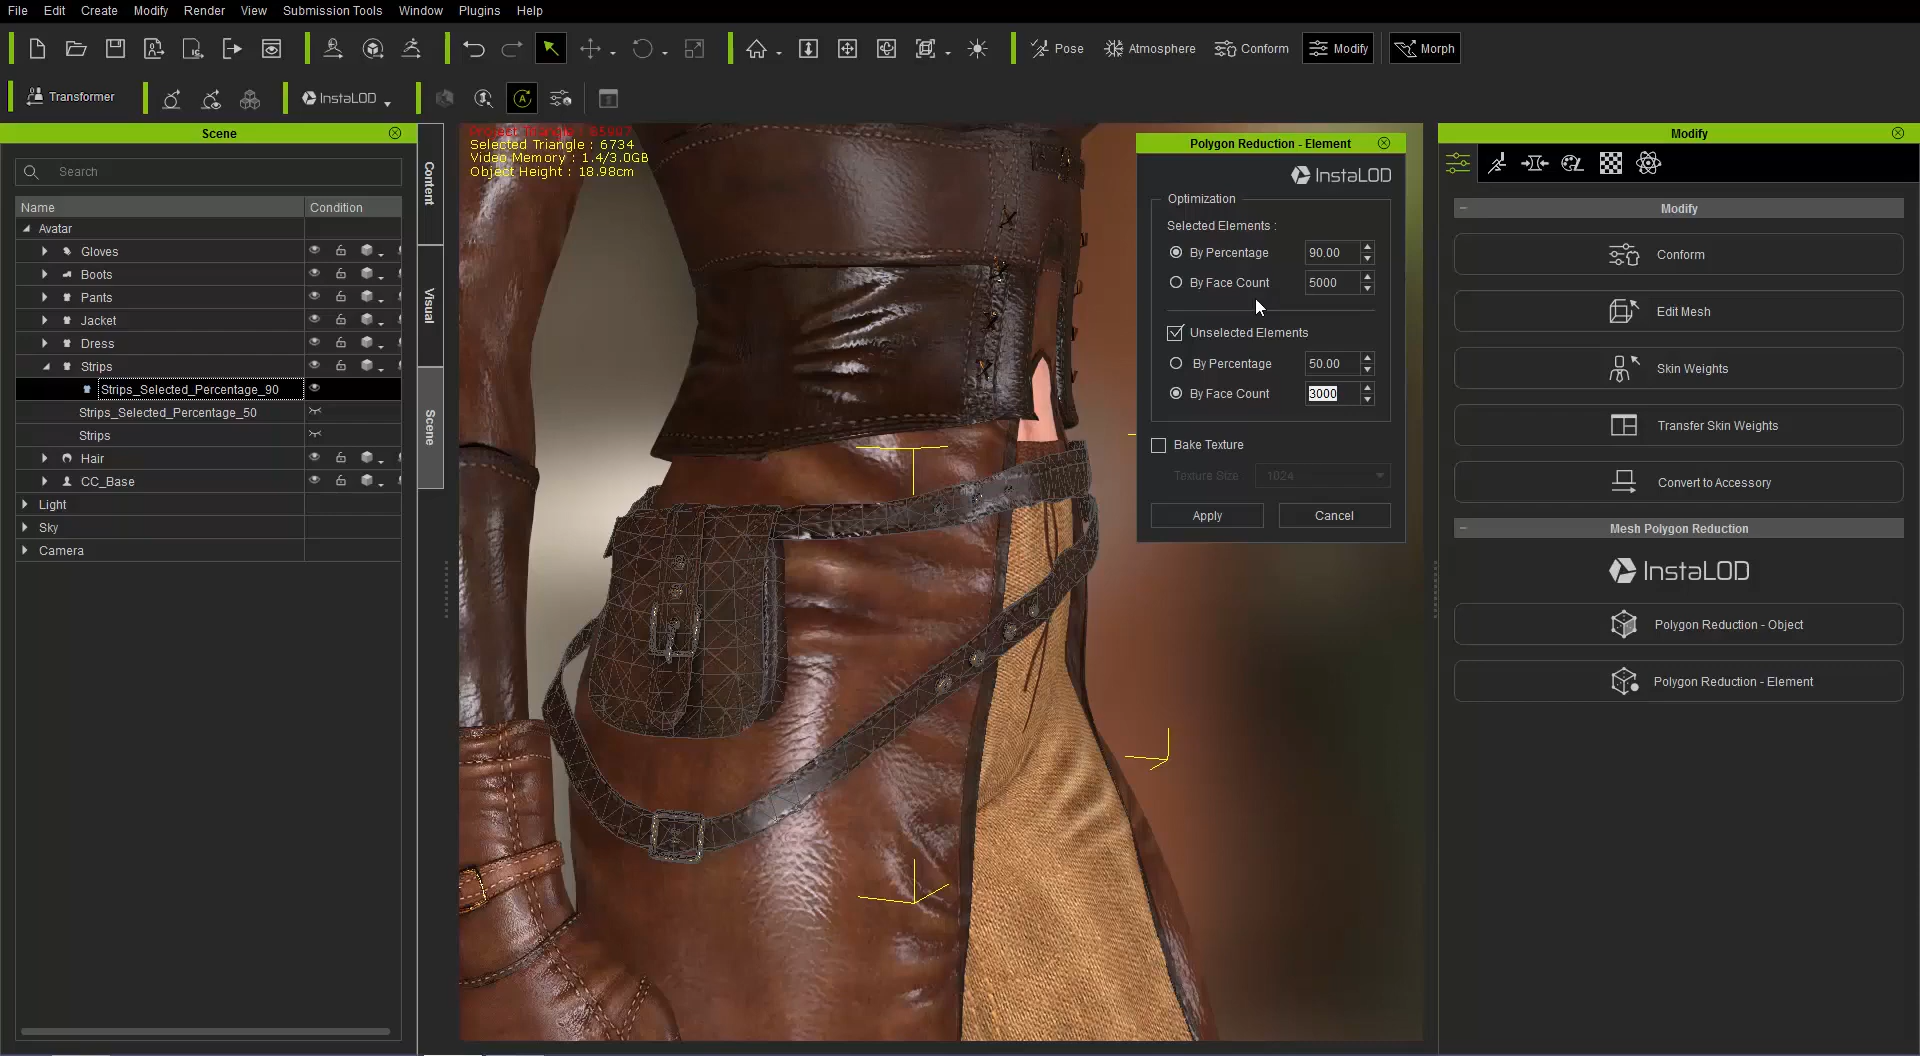 File Edit Create Modify Render View Submission Tools Window Plugins Help
Pose Atmosphere Conform Modify Morph
Transformer InstaLOD
Scene
Search
Name Condition
Avatar
Gloves
Boots
Pants
Jacket
Dress
Strips
Strips_Selected_Percentage_90
Strips_Selected_Percentage_50
Strips
Hair
CC_Base
Light
Sky
Camera
Content
Visual
Scene
Selected Triangle : 6734
Video Memory : 1.4/3.0GB
Object Height : 18.98cm
Polygon Reduction - Element
InstaLOD
Optimization
Selected Elements :
By Percentage 90.00
By Face Count 5000
Unselected Elements
By Percentage 50.00
By Face Count 3000
Bake Texture
Texture Size 1024
Apply Cancel
Modify
Modify
Conform
Edit Mesh
Skin Weights
Transfer Skin Weights
Convert to Accessory
Mesh Polygon Reduction
InstaLOD
Polygon Reduction - Object
Polygon Reduction - Element